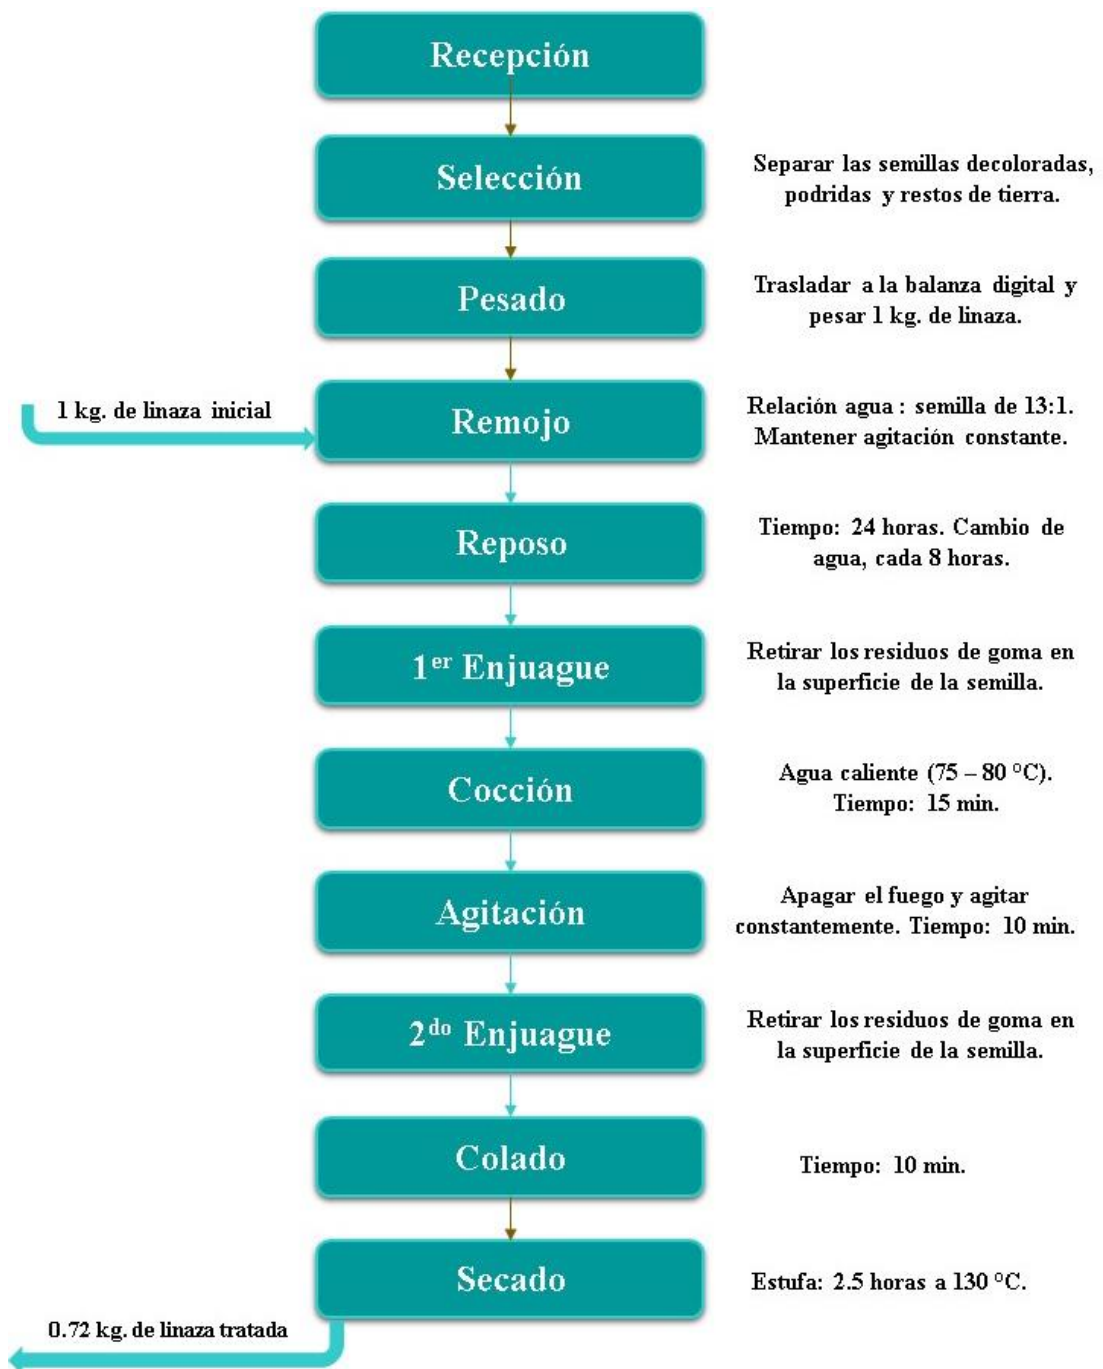 Recepción
Selección
Separar las semillas decoloradas,
podridas y restos de tierra.
Pesado
Trasladar a la balanza digital y
pesar 1 kg. de linaza.
1 kg. de linaza inicial
Remojo
Relación agua : semilla de 13:1.
Mantener agitación constante.
Reposo
Tiempo: 24 horas. Cambio de
agua, cada 8 horas.
1er Enjuague
Retirar los residuos de goma en
la superficie de la semilla.
Cocción
Agua caliente (75 – 80 °C).
Tiempo: 15 min.
Agitación
Apagar el fuego y agitar
constantemente. Tiempo: 10 min.
2do Enjuague
Retirar los residuos de goma en
la superficie de la semilla.
Colado
Tiempo: 10 min.
Secado
Estufa: 2.5 horas a 130 °C.
0.72 kg. de linaza tratada